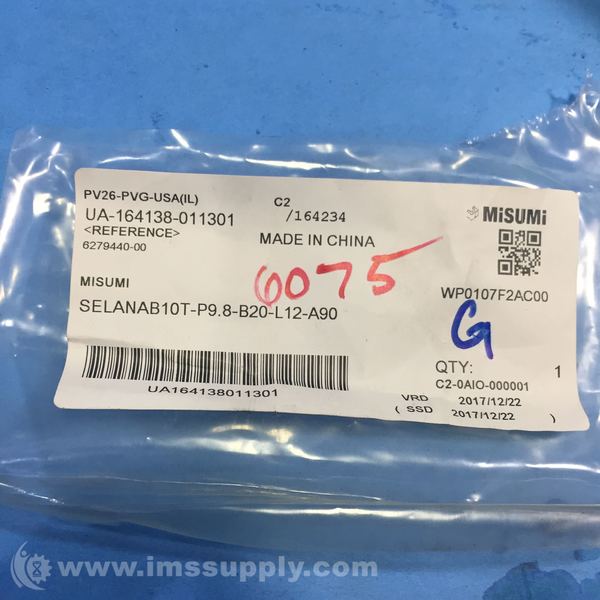 PV26-PVG-USA(IL)
C2
/164234
UA-164138-011301
<REFERENCE>
6279440-00
MADE IN CHINA
MiSUMi
MISUMI
6075
WP0107F2AC00
SELANAB10T-P9.8-B20-L12-A90
G
QTY: 1
C2-0AIO-000001
UA164138011301
VRD 2017/12/22
( SSD 2017/12/22 )
www.imssupply.com